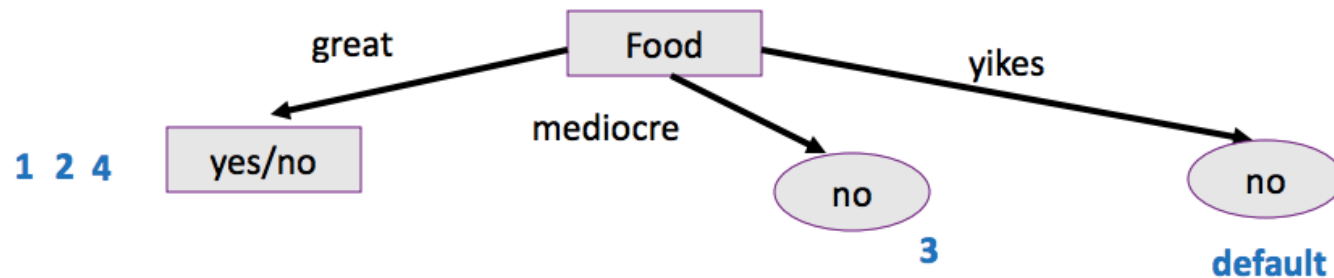 Food
great
yikes
mediocre
1 2 4 yes/no
no
no
3
default